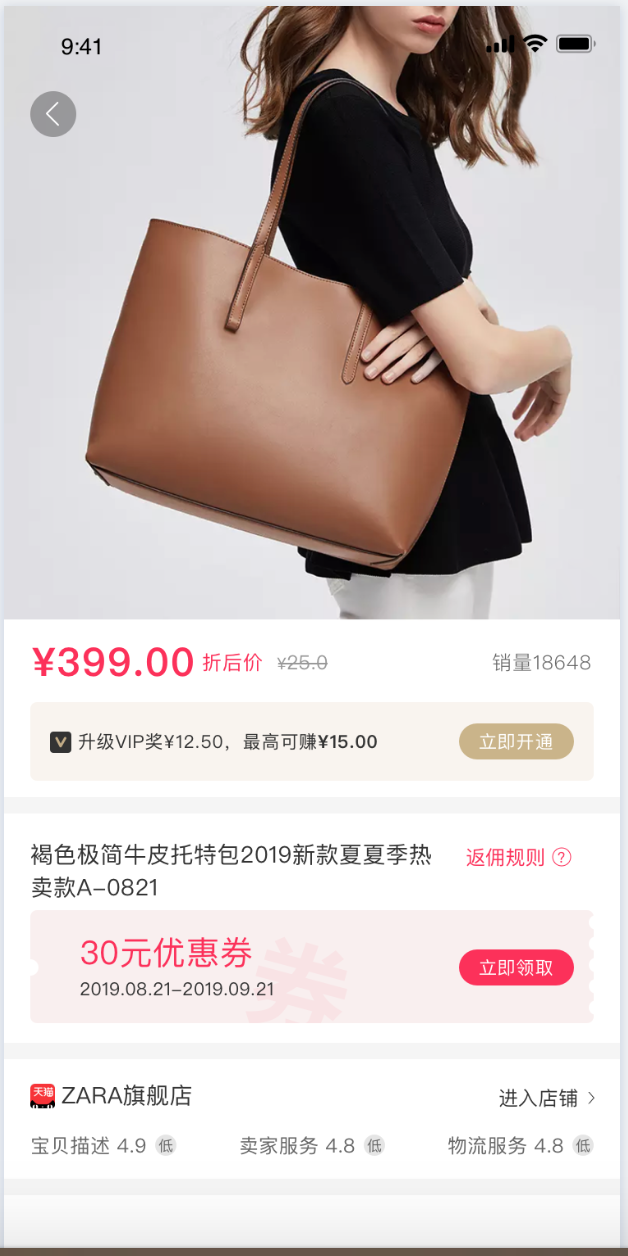 9:41
¥399.00 折后价 ¥25.0 销量18648
V 升级VIP奖¥12.50，最高可赚¥15.00 立即开通
褐色极简牛皮托特包2019新款夏夏季热
卖款A-0821
返佣规则 ?
券
30元优惠券
2019.08.21-2019.09.21
立即领取
天猫 ZARA旗舰店 进入店铺 >
宝贝描述 4.9 低 卖家服务 4.8 低 物流服务 4.8 低